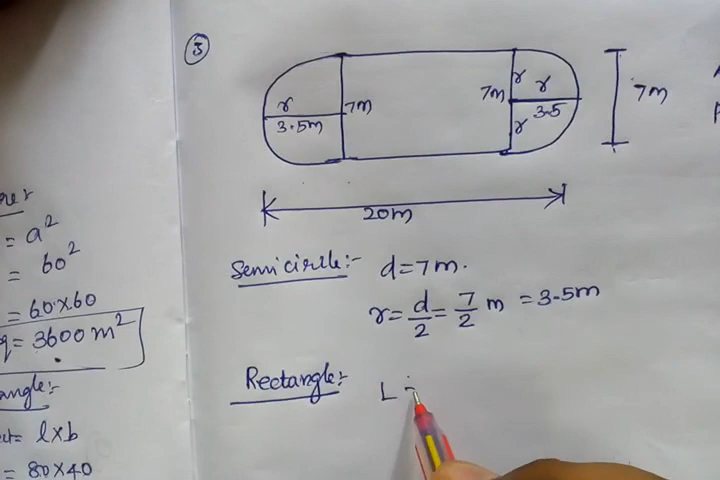 ③
r
3.5m
7m
7m
r
r
3.5
r
7m
20m
= a²
= 60²
= 60×60
= 3600 m²
= l×b
= 80×40
Semicircle:- d = 7m.
r = d/2 = 7/2 m = 3.5m
Rectangle:- L